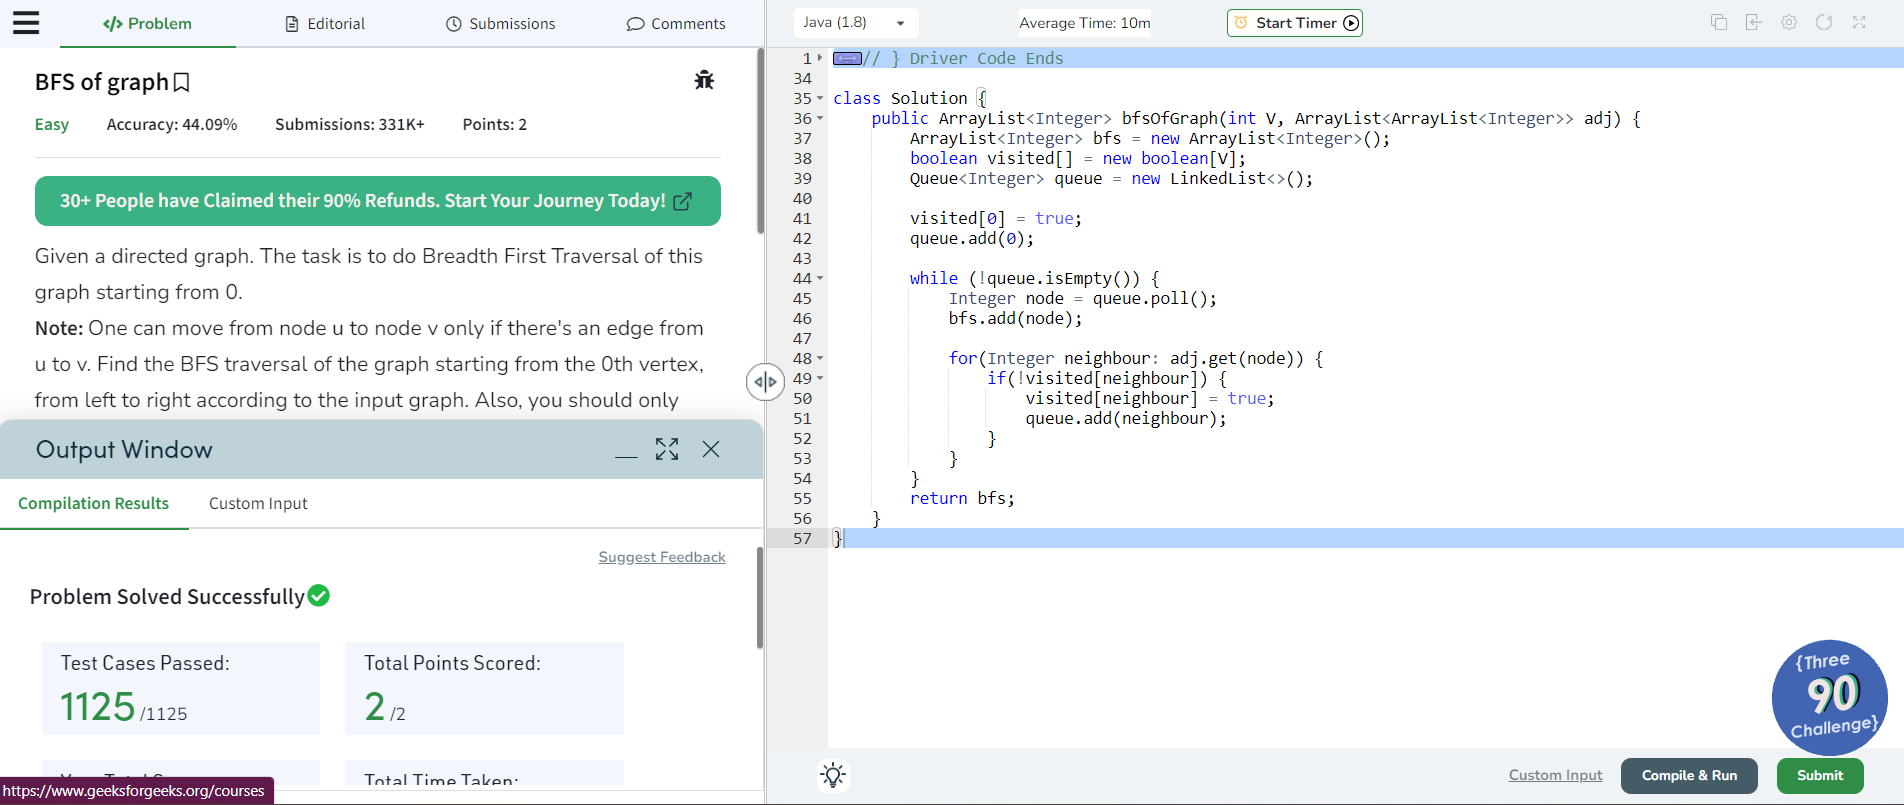 Problem
Editorial
Submissions
Comments
BFS of graph
Easy
Accuracy: 44.09%
Submissions: 331K+
Points: 2
30+ People have Claimed their 90% Refunds. Start Your Journey Today!
Given a directed graph. The task is to do Breadth First Traversal of this
graph starting from 0.
Note: One can move from node u to node v only if there's an edge from
u to v. Find the BFS traversal of the graph starting from the 0th vertex,
from left to right according to the input graph. Also, you should only
Output Window
Compilation Results
Custom Input
Suggest Feedback
Problem Solved Successfully
Test Cases Passed:
1125 /1125
Total Points Scored:
2 /2
Total Time Taken:
https://www.geeksforgeeks.org/courses
Java (1.8)
Average Time: 10m
Start Timer
1 // } Driver Code Ends
34
35 class Solution {
36 public ArrayList<Integer> bfsOfGraph(int V, ArrayList<ArrayList<Integer>> adj) {
37 ArrayList<Integer> bfs = new ArrayList<Integer>();
38 boolean visited[] = new boolean[V];
39 Queue<Integer> queue = new LinkedList<>();
40
41 visited[0] = true;
42 queue.add(0);
43
44 while (!queue.isEmpty()) {
45 Integer node = queue.poll();
46 bfs.add(node);
47
48 for(Integer neighbour: adj.get(node)) {
49 if(!visited[neighbour]) {
50 visited[neighbour] = true;
51 queue.add(neighbour);
52 }
53 }
54 }
55 return bfs;
56 }
57 }
{Three
90
Challenge}
Custom Input
Compile & Run
Submit